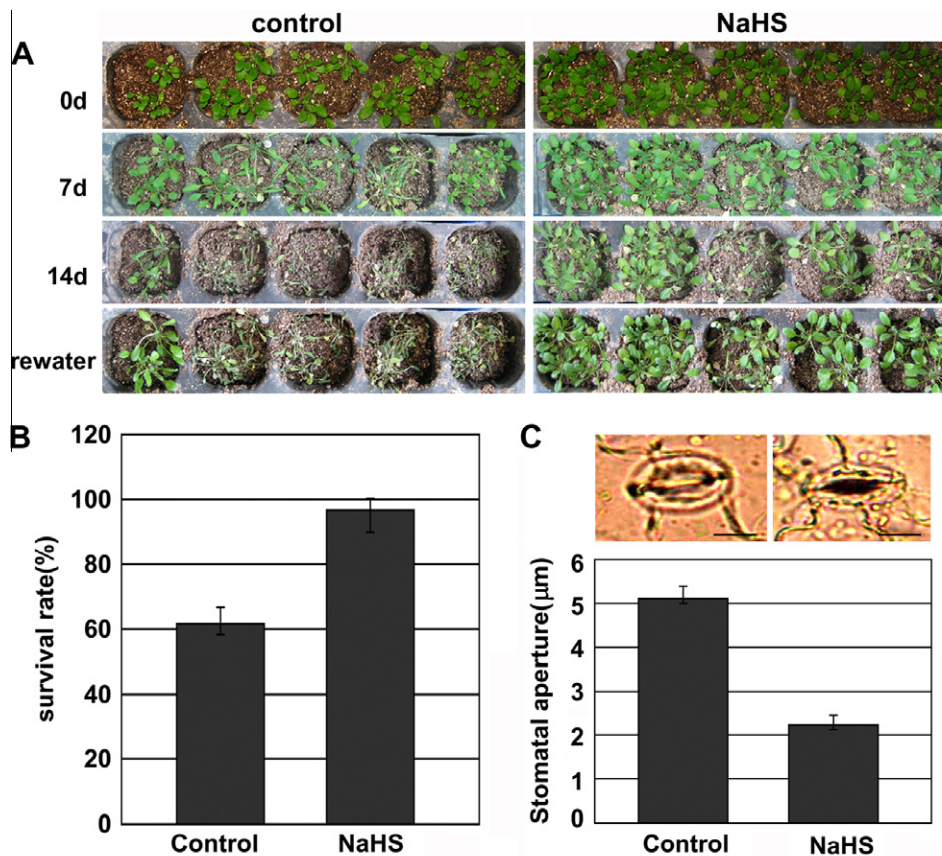 control NaHS
A
0d
7d
14d
rewater
B
120
100
80
60
40
20
0
survival rate(%)
Control NaHS
C
6
5
4
3
2
1
0
Stomatal aperture(μm)
Control NaHS